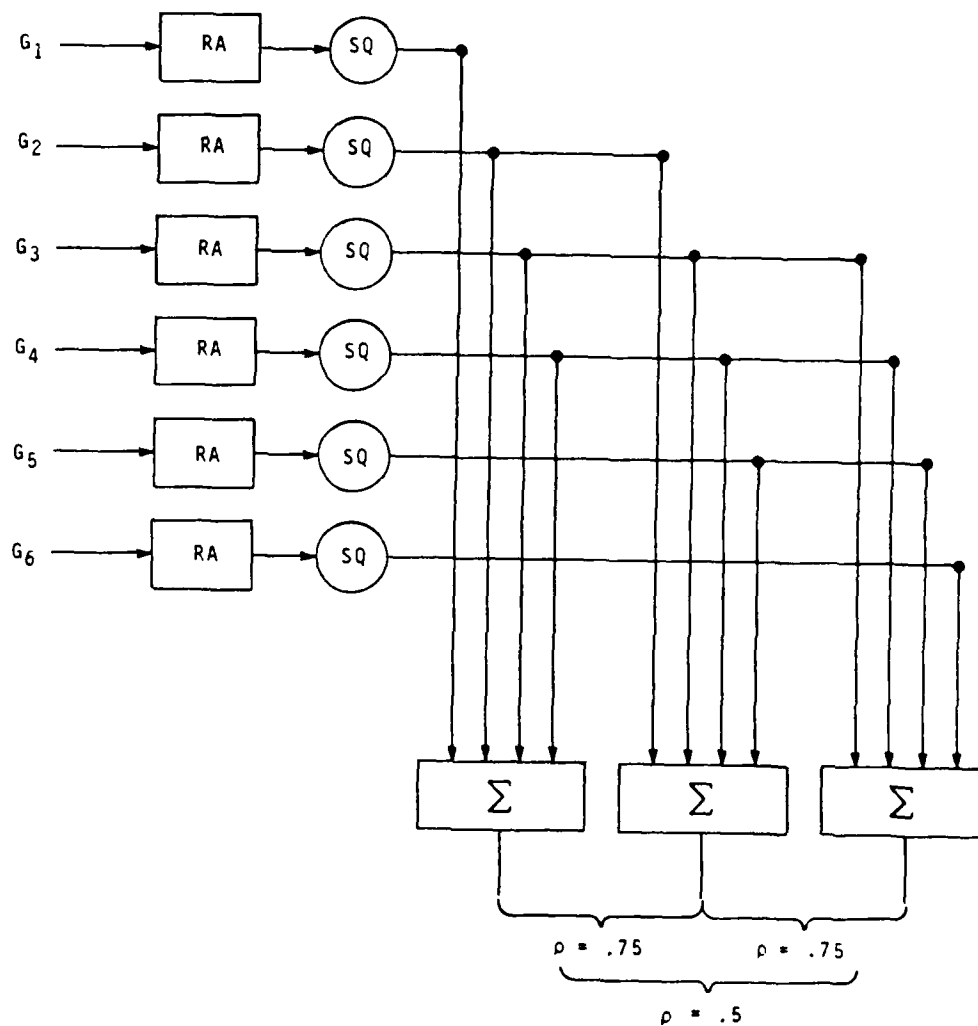 G1 RA SQ
G2 RA SQ
G3 RA SQ
G4 RA SQ
G5 RA SQ
G6 RA SQ
Σ Σ Σ
ρ = .75 ρ = .75
ρ = .5